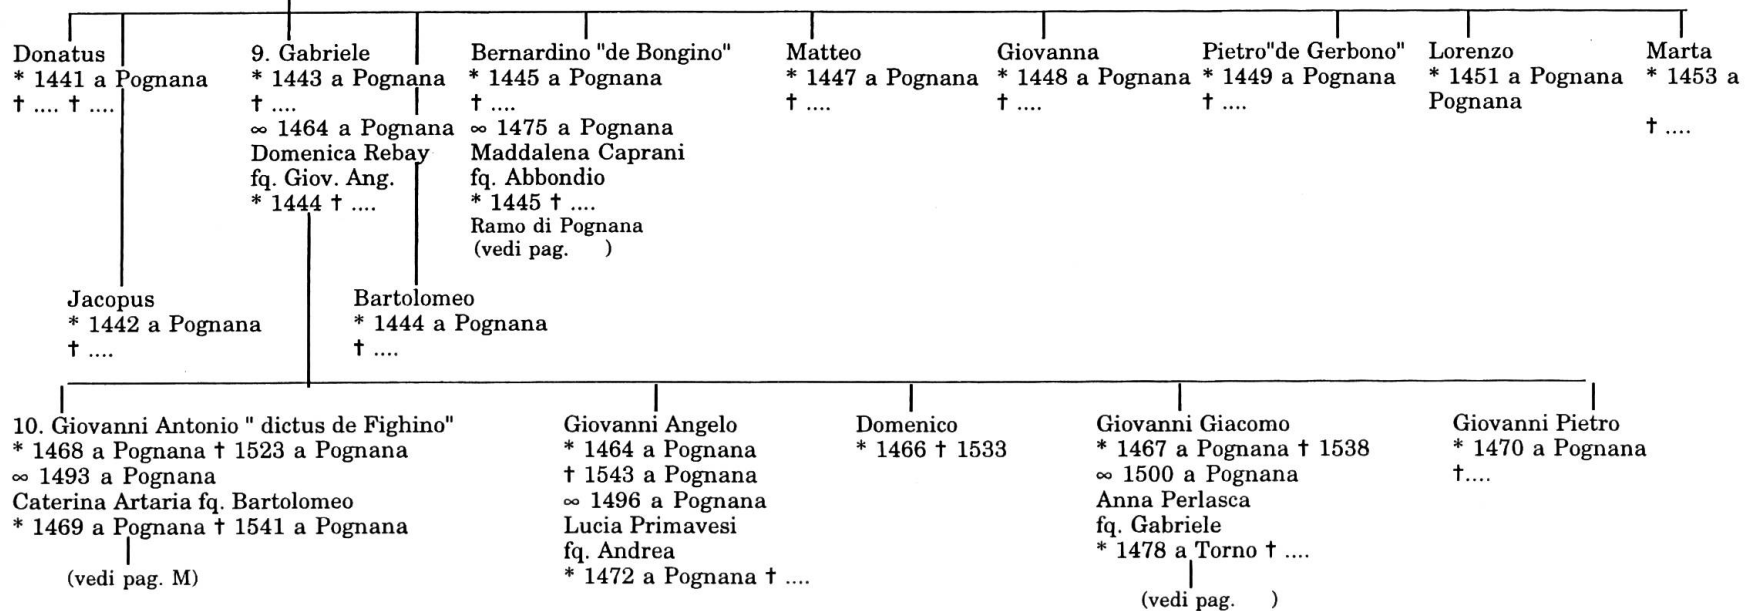 Donatus
* 1441 a Pognana
† .... † ....
9. Gabriele
* 1443 a Pognana
† ....
∞ 1464 a Pognana
Domenica Rebay
fq. Giov. Ang.
* 1444 † ....
Bernardino "de Bongino"
* 1445 a Pognana
† ....
∞ 1475 a Pognana
Maddalena Caprani
fq. Abbondio
* 1445 † ....
Ramo di Pognana
(vedi pag.     )
Matteo
* 1447 a Pognana
† ....
Giovanna
* 1448 a Pognana
† ....
Pietro"de Gerbono"
* 1449 a Pognana
† ....
Lorenzo
* 1451 a Pognana
Pognana
Marta
* 1453 a
† ....
Jacopus
* 1442 a Pognana
† ....
Bartolomeo
* 1444 a Pognana
† ....
10. Giovanni Antonio " dictus de Fighino"
* 1468 a Pognana † 1523 a Pognana
∞ 1493 a Pognana
Caterina Artaria fq. Bartolomeo
* 1469 a Pognana † 1541 a Pognana
(vedi pag. M)
Giovanni Angelo
* 1464 a Pognana
† 1543 a Pognana
∞ 1496 a Pognana
Lucia Primavesi
fq. Andrea
* 1472 a Pognana † ....
Domenico
* 1466 † 1533
Giovanni Giacomo
* 1467 a Pognana † 1538
∞ 1500 a Pognana
Anna Perlasca
fq. Gabriele
* 1478 a Torno † ....
(vedi pag.     )
Giovanni Pietro
* 1470 a Pognana
†....